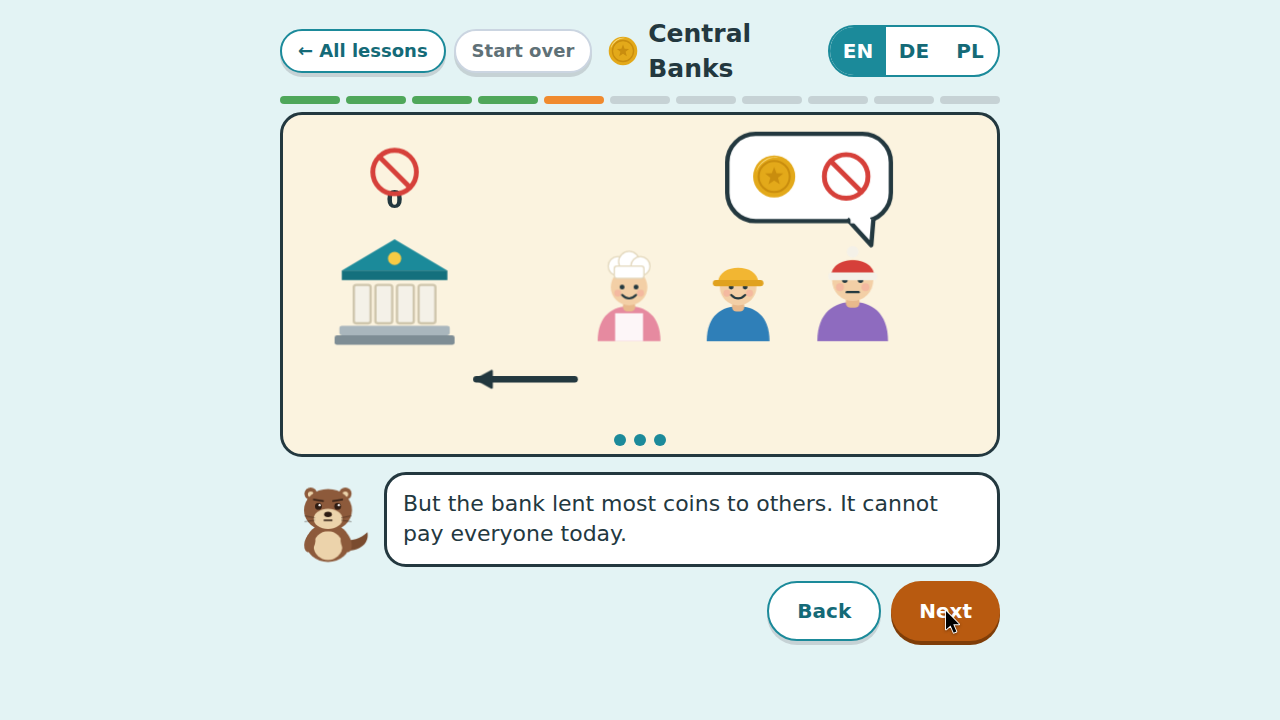 ← All lessons
Start over
Central
Banks
EN DE PL
0
But the bank lent most coins to others. It cannot
pay everyone today.
Back
Next